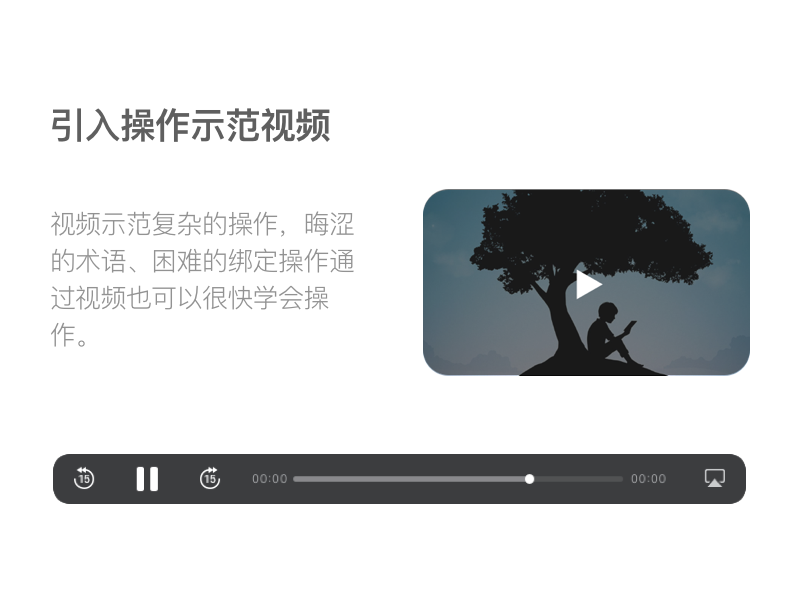 引入操作示范视频
视频示范复杂的操作，晦涩
的术语、困难的绑定操作通
过视频也可以很快学会操
作。
15
15
00:00
00:00